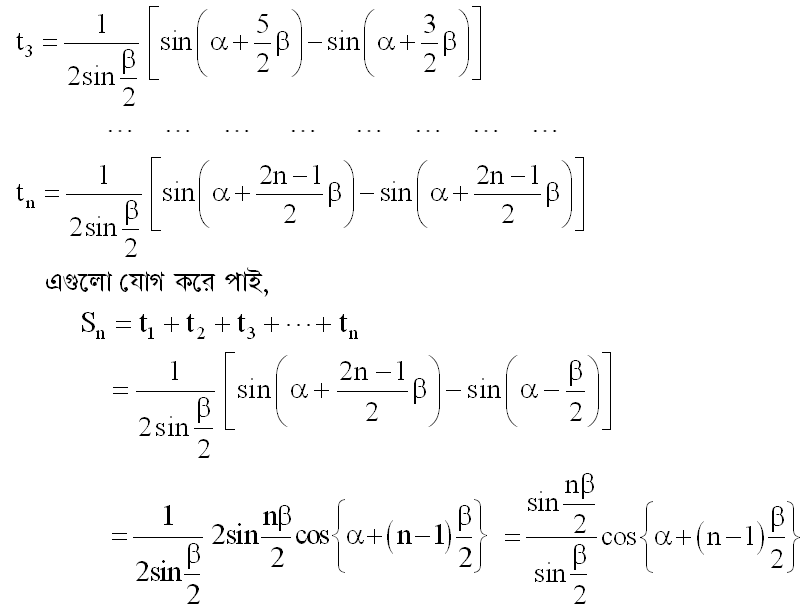 t₃ = 1/(2sin β/2) [sin(α + 5/2 β) − sin(α + 3/2 β)]
... ... ... ... ... ... ... ...
tₙ = 1/(2sin β/2) [sin(α + (2n−1)/2 β) − sin(α + (2n−1)/2 β)]
এগুলো যোগ করে পাই,
Sₙ = t₁ + t₂ + t₃ + ⋯ + tₙ
= 1/(2sin β/2) [sin(α + (2n−1)/2 β) − sin(α − β/2)]
= 1/(2sin β/2) 2sin nβ/2 cos{α+(n−1) β/2} = (sin nβ/2)/(sin β/2) cos{α+(n−1) β/2}